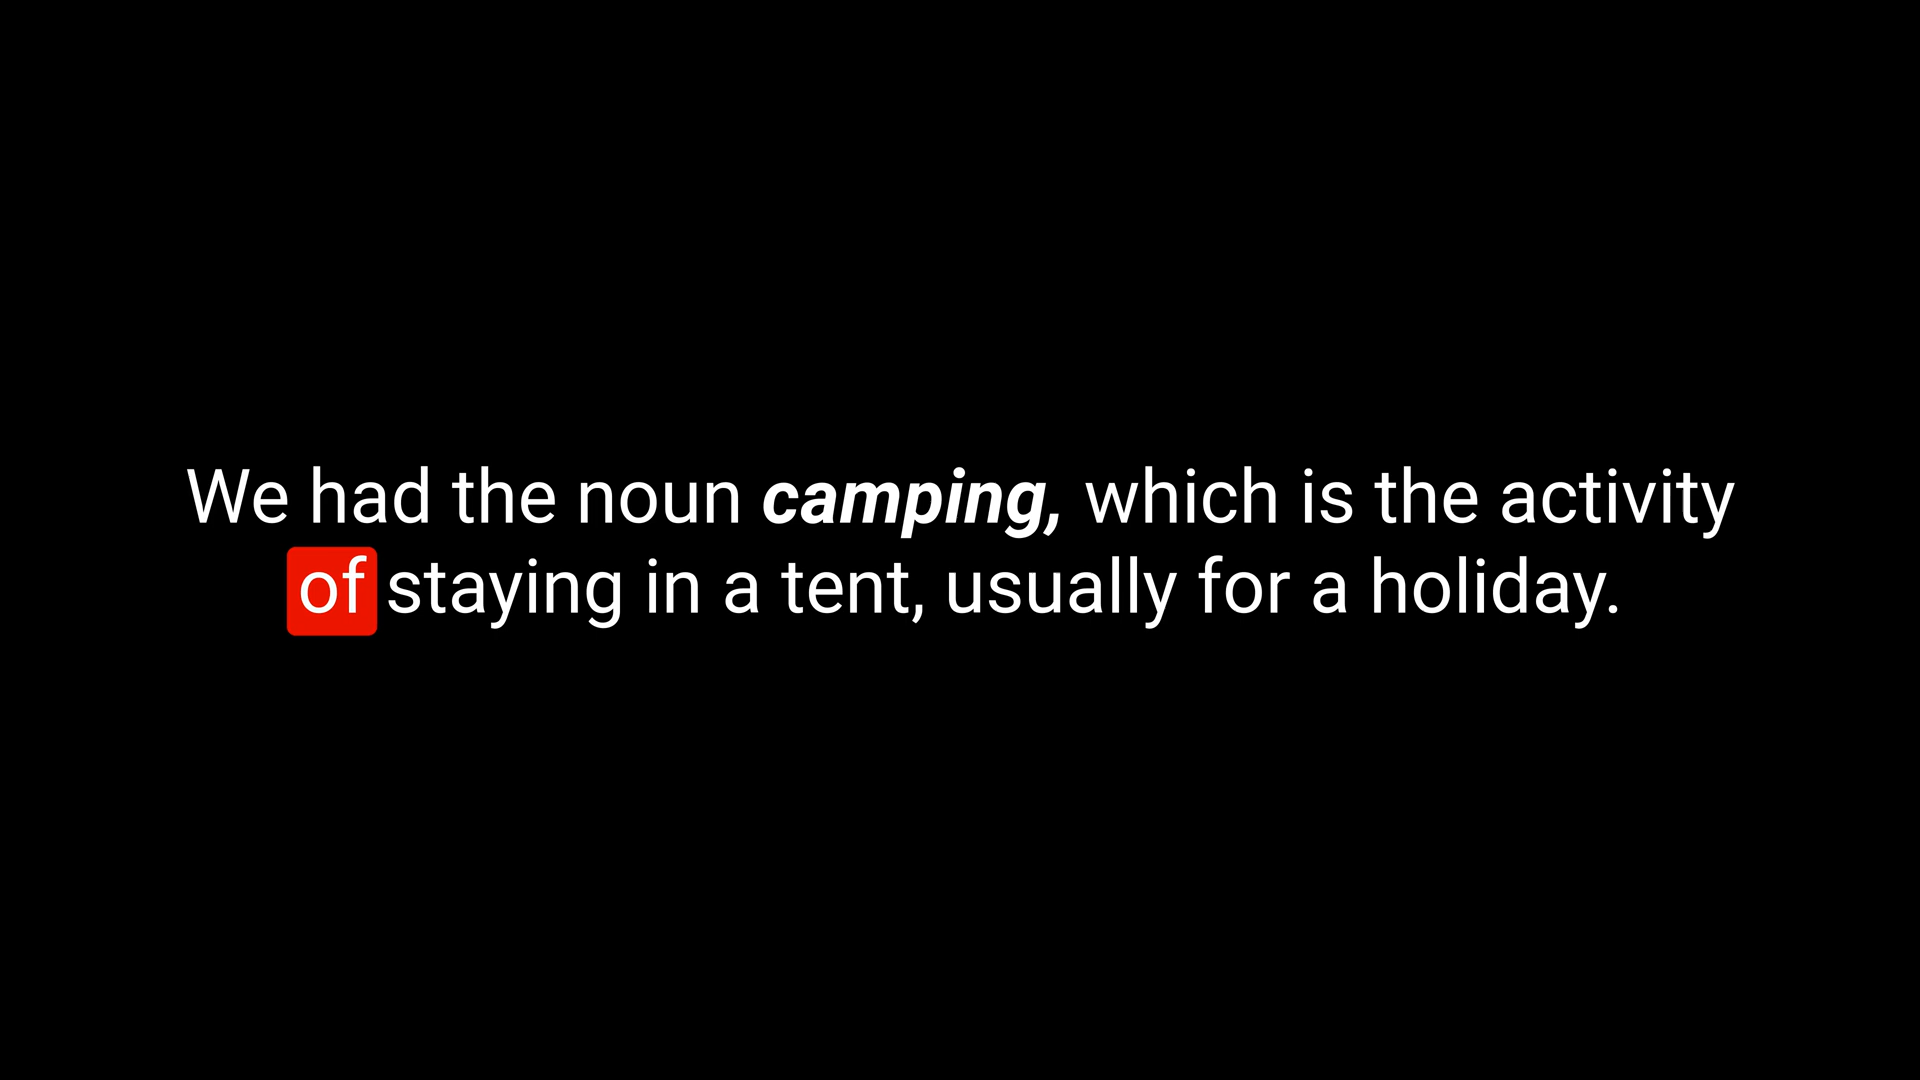 We had the noun camping, which is the activity
of staying in a tent, usually for a holiday.